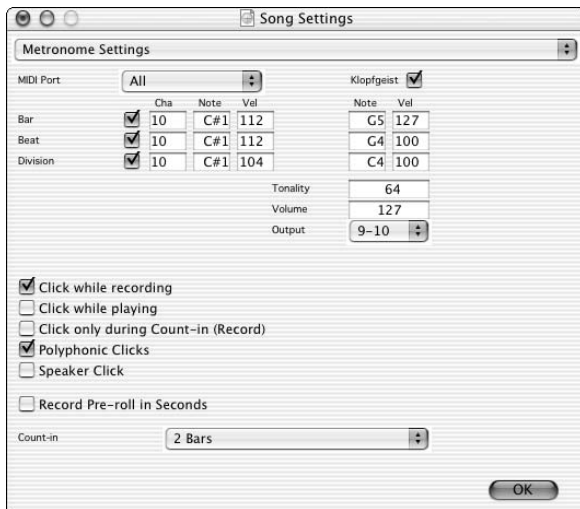 Song Settings
Metronome Settings
MIDI Port All Klopfgeist
Cha Note Vel Note Vel
Bar 10 C#1 112 G5 127
Beat 10 C#1 112 G4 100
Division 10 C#1 104 C4 100
Tonality 64
Volume 127
Output 9-10
Click while recording
Click while playing
Click only during Count-in (Record)
Polyphonic Clicks
Speaker Click
Record Pre-roll in Seconds
Count-in 2 Bars
OK